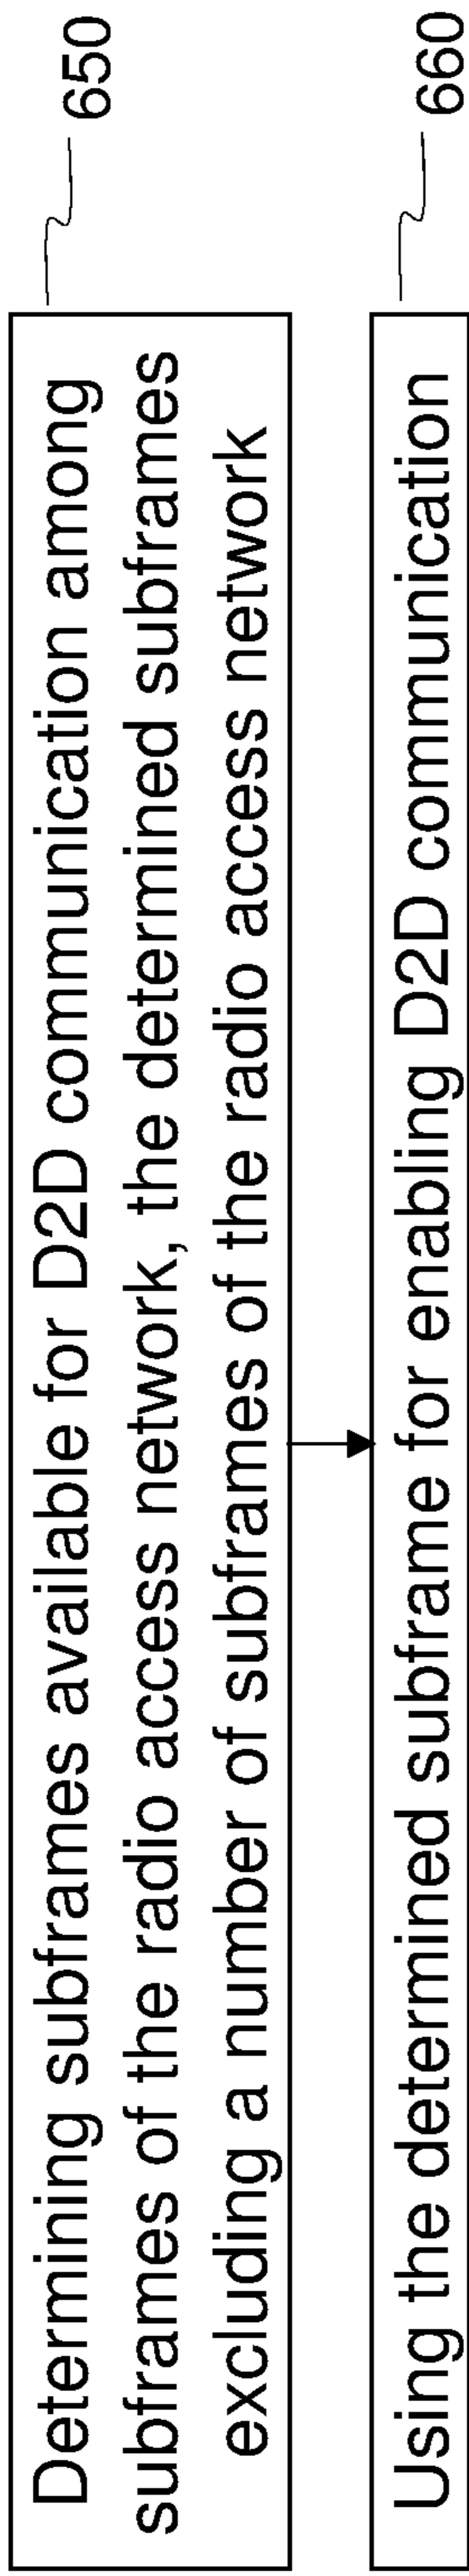 Determining subframes available for D2D communication among
subframes of the radio access network, the determined subframes
excluding a number of subframes of the radio access network
650
Using the determined subframe for enabling D2D communication
660